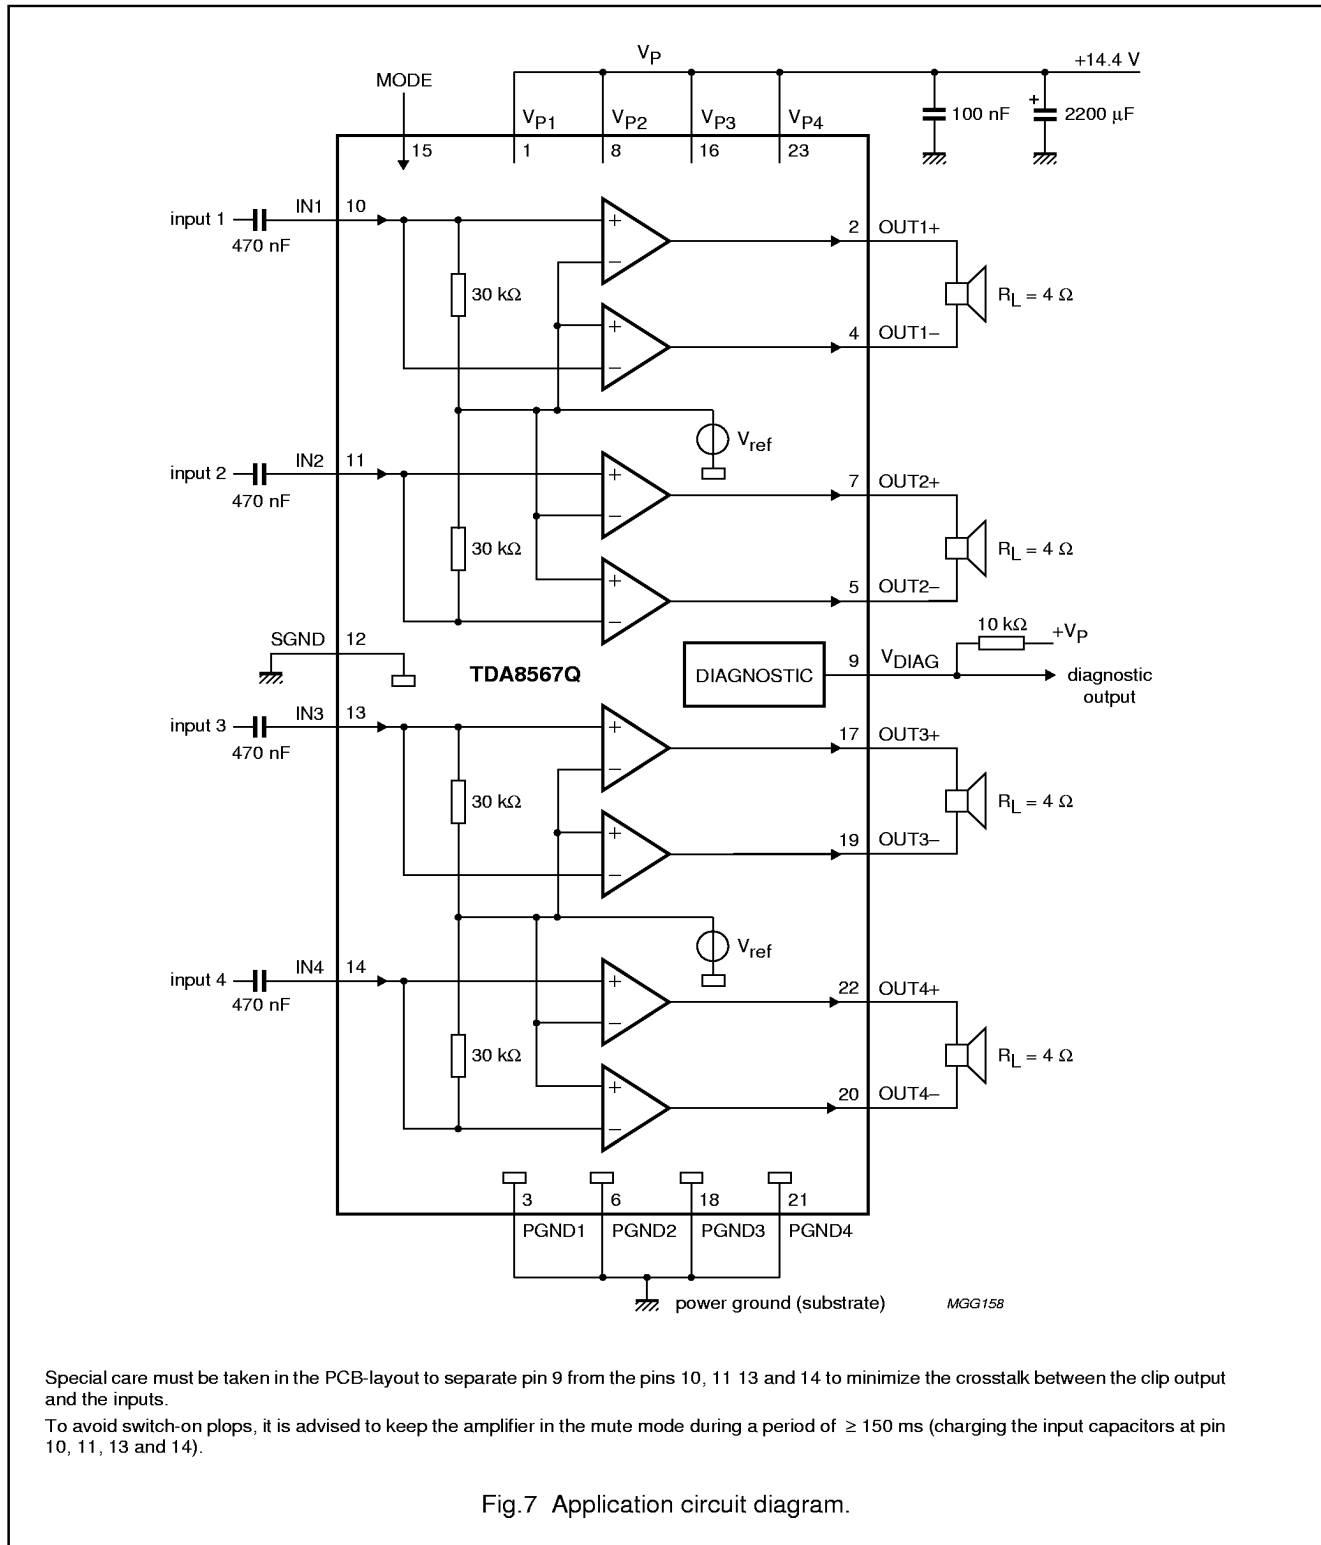 V_P
+14.4 V
MODE
V_P1
V_P2
V_P3
V_P4
100 nF
+
2200 µF
15
1
8
16
23
input 1
470 nF
IN1
10
+
−
30 kΩ
+
−
2
OUT1+
4
OUT1−
R_L = 4 Ω
V_ref
input 2
470 nF
IN2
11
+
−
30 kΩ
+
−
7
OUT2+
5
OUT2−
R_L = 4 Ω
SGND
12
TDA8567Q
DIAGNOSTIC
9
V_DIAG
10 kΩ
+V_P
diagnostic
output
input 3
470 nF
IN3
13
+
−
30 kΩ
+
−
17
OUT3+
19
OUT3−
R_L = 4 Ω
V_ref
input 4
470 nF
IN4
14
+
−
30 kΩ
+
−
22
OUT4+
20
OUT4−
R_L = 4 Ω
3
6
18
21
PGND1
PGND2
PGND3
PGND4
power ground (substrate)
MGG158
Special care must be taken in the PCB-layout to separate pin 9 from the pins 10, 11 13 and 14 to minimize the crosstalk between the clip output
and the inputs.
To avoid switch-on plops, it is advised to keep the amplifier in the mute mode during a period of ≥ 150 ms (charging the input capacitors at pin
10, 11, 13 and 14).
Fig.7 Application circuit diagram.